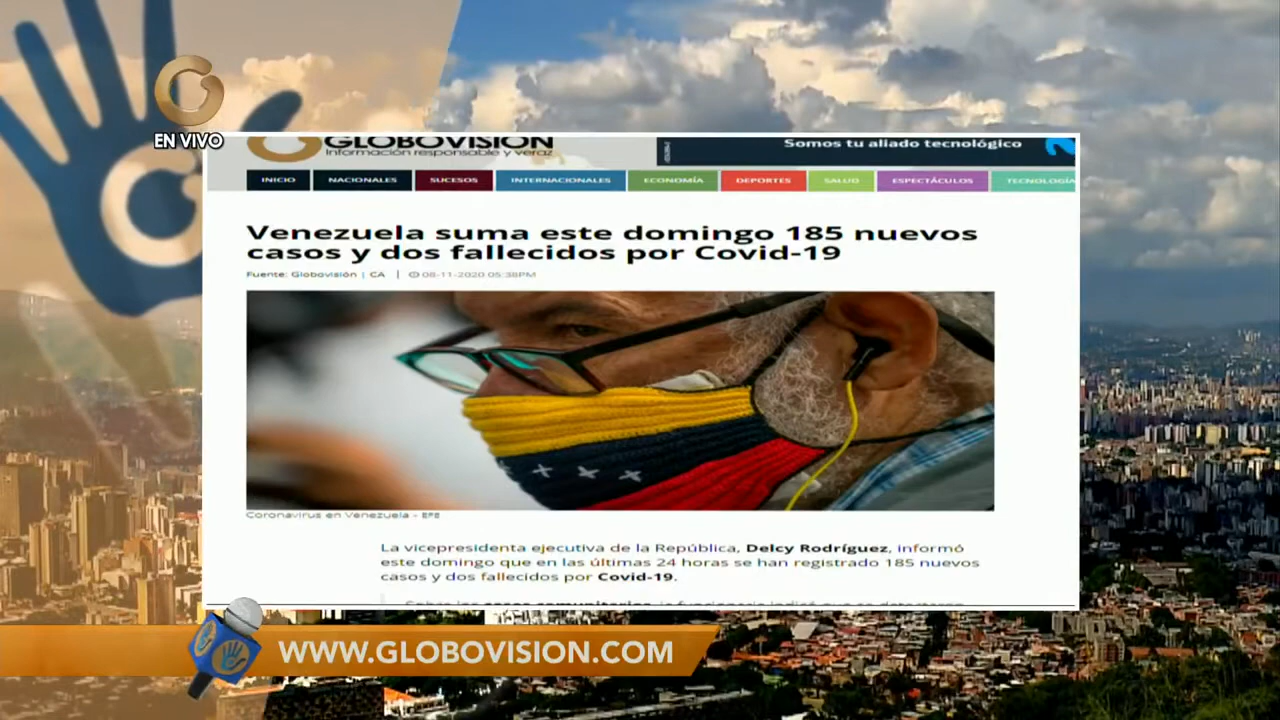 EN VIVO
GLOBOVISIÓN
Información responsable y veraz
Somos tu aliado tecnológico
INICIO
NACIONALES
SUCESOS
INTERNACIONALES
ECONOMÍA
DEPORTES
SALUD
ESPECTÁCULOS
TECNOLOGÍA
Venezuela suma este domingo 185 nuevos
casos y dos fallecidos por Covid-19
Fuente: Globovisión | CA | 08-11-2020 05:38PM
Coronavirus en Venezuela - EFE
La vicepresidenta ejecutiva de la República, Delcy Rodríguez, informó
este domingo que en las últimas 24 horas se han registrado 185 nuevos
casos y dos fallecidos por Covid-19.
WWW.GLOBOVISION.COM